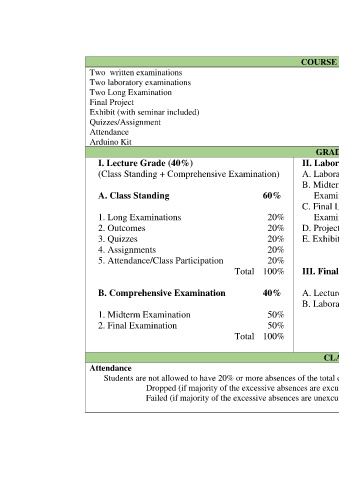 COURSE
Two written examinations
Two laboratory examinations
Two Long Examination
Final Project
Exhibit (with seminar included)
Quizzes/Assignment
Attendance
Arduino Kit
GRAD
I. Lecture Grade (40%)
(Class Standing + Comprehensive Examination)
A. Class Standing 60%
1. Long Examinations 20%
2. Outcomes 20%
3. Quizzes 20%
4. Assignments 20%
5. Attendance/Class Participation 20%
Total 100%
B. Comprehensive Examination 40%
1. Midterm Examination 50%
2. Final Examination 50%
Total 100%
II. Labor
A. Labora
B. Midter
Exami
C. Final L
Exami
D. Project
E. Exhibit
III. Final
A. Lectur
B. Labora
CLA
Attendance
Students are not allowed to have 20% or more absences of the total c
Dropped (if majority of the excessive absences are excu
Failed (if majority of the excessive absences are unexcu